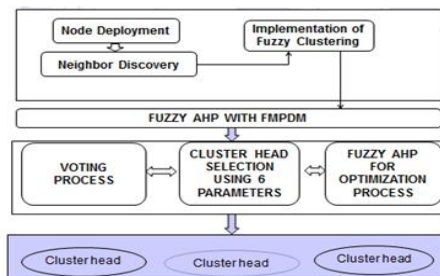 Node Deployment
Implementation of
Fuzzy Clustering
Neighbor Discovery
FUZZY AHP WITH FMPDM
VOTING
PROCESS
CLUSTER HEAD
SELECTION
USING 6
PARAMETERS
FUZZY AHP
FOR
OPTIMIZATION
PROCESS
Cluster head
Cluster head
Cluster head